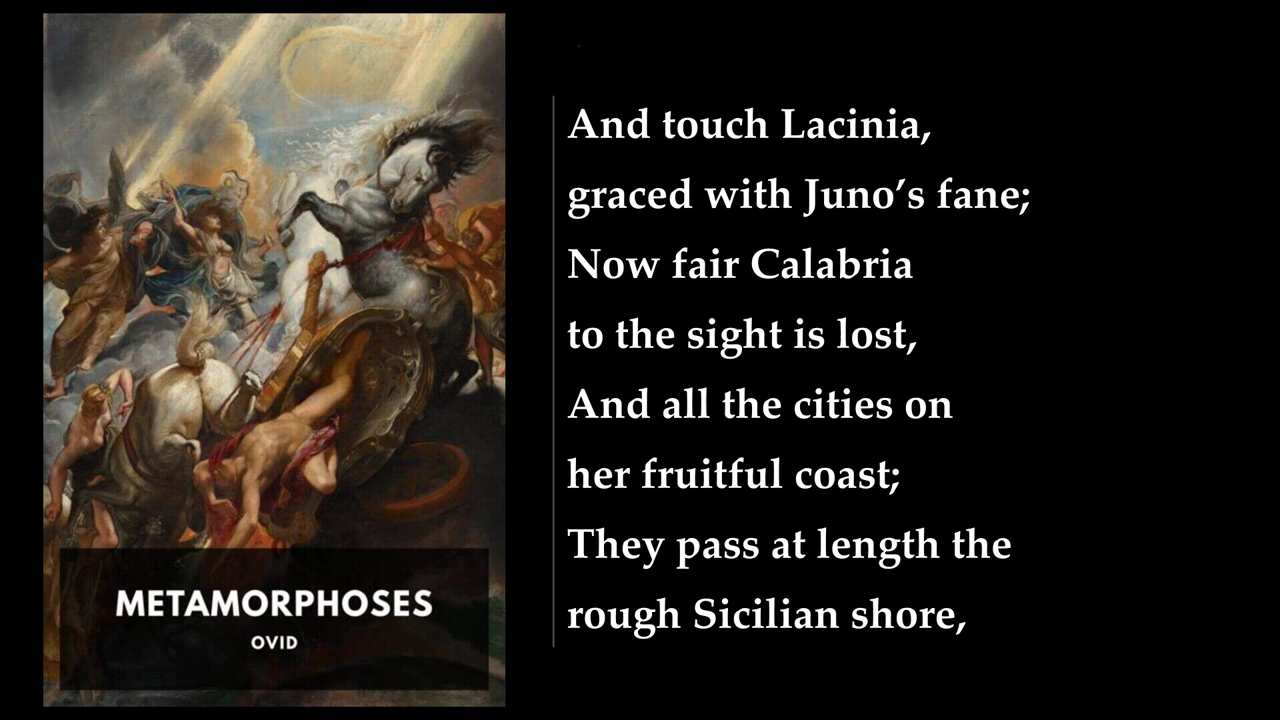 METAMORPHOSES
OVID
And touch Lacinia,
graced with Juno’s fane;
Now fair Calabria
to the sight is lost,
And all the cities on
her fruitful coast;
They pass at length the
rough Sicilian shore,